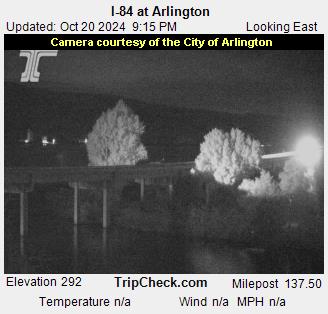 I-84 at Arlington
Updated: Oct 20 2024 9:15 PM Looking East
Camera courtesy of the City of Arlington
Elevation 292 TripCheck.com Milepost 137.50
Temperature n/a Wind n/a MPH n/a